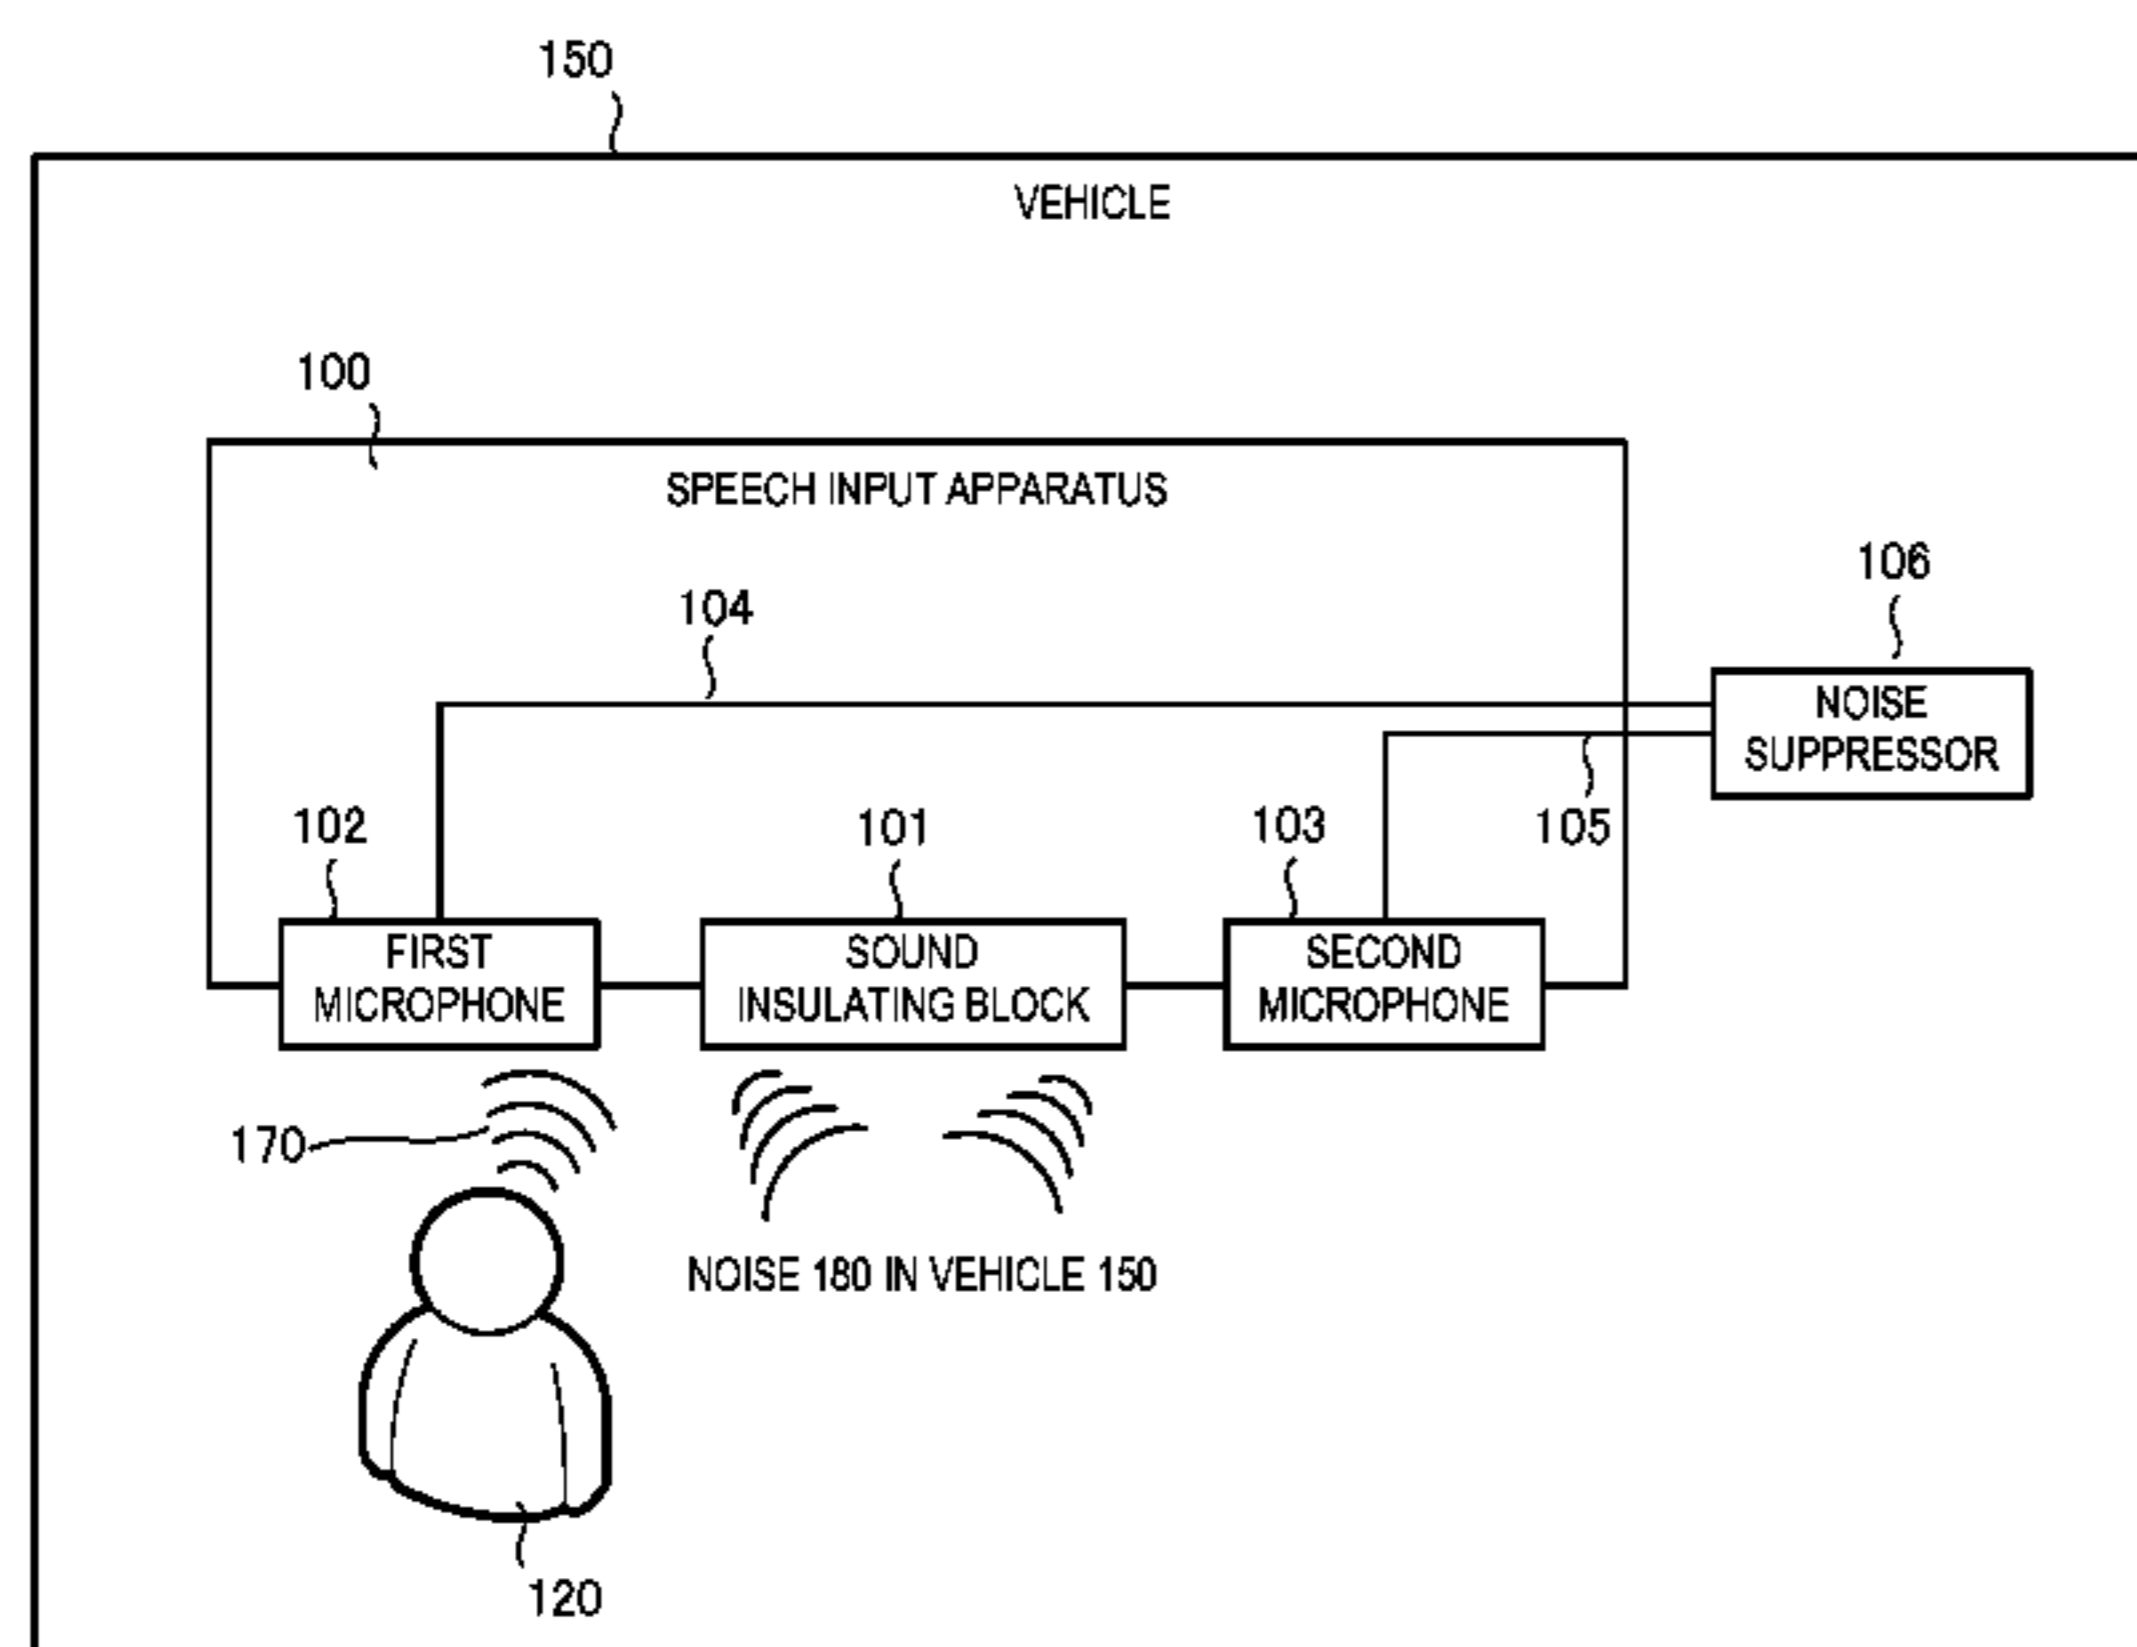 150
VEHICLE
100
SPEECH INPUT APPARATUS
106
104
NOISE
SUPPRESSOR
102
101
103
105
FIRST
MICROPHONE
SOUND
INSULATING BLOCK
SECOND
MICROPHONE
170
NOISE 180 IN VEHICLE 150
120